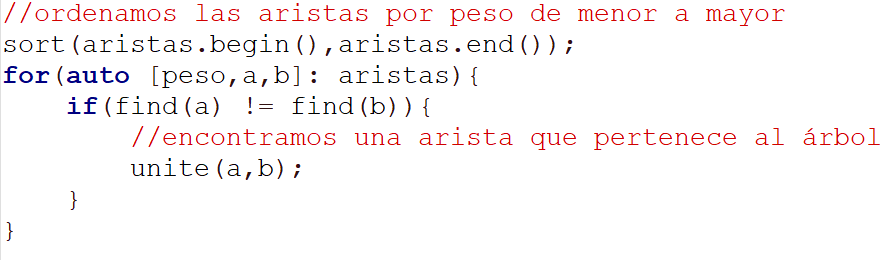 //ordenamos las aristas por peso de menor a mayor
sort(aristas.begin(),aristas.end());
for(auto [peso,a,b]: aristas){
    if(find(a) != find(b)){
        //encontramos una arista que pertenece al árbol
        unite(a,b);
    }
}